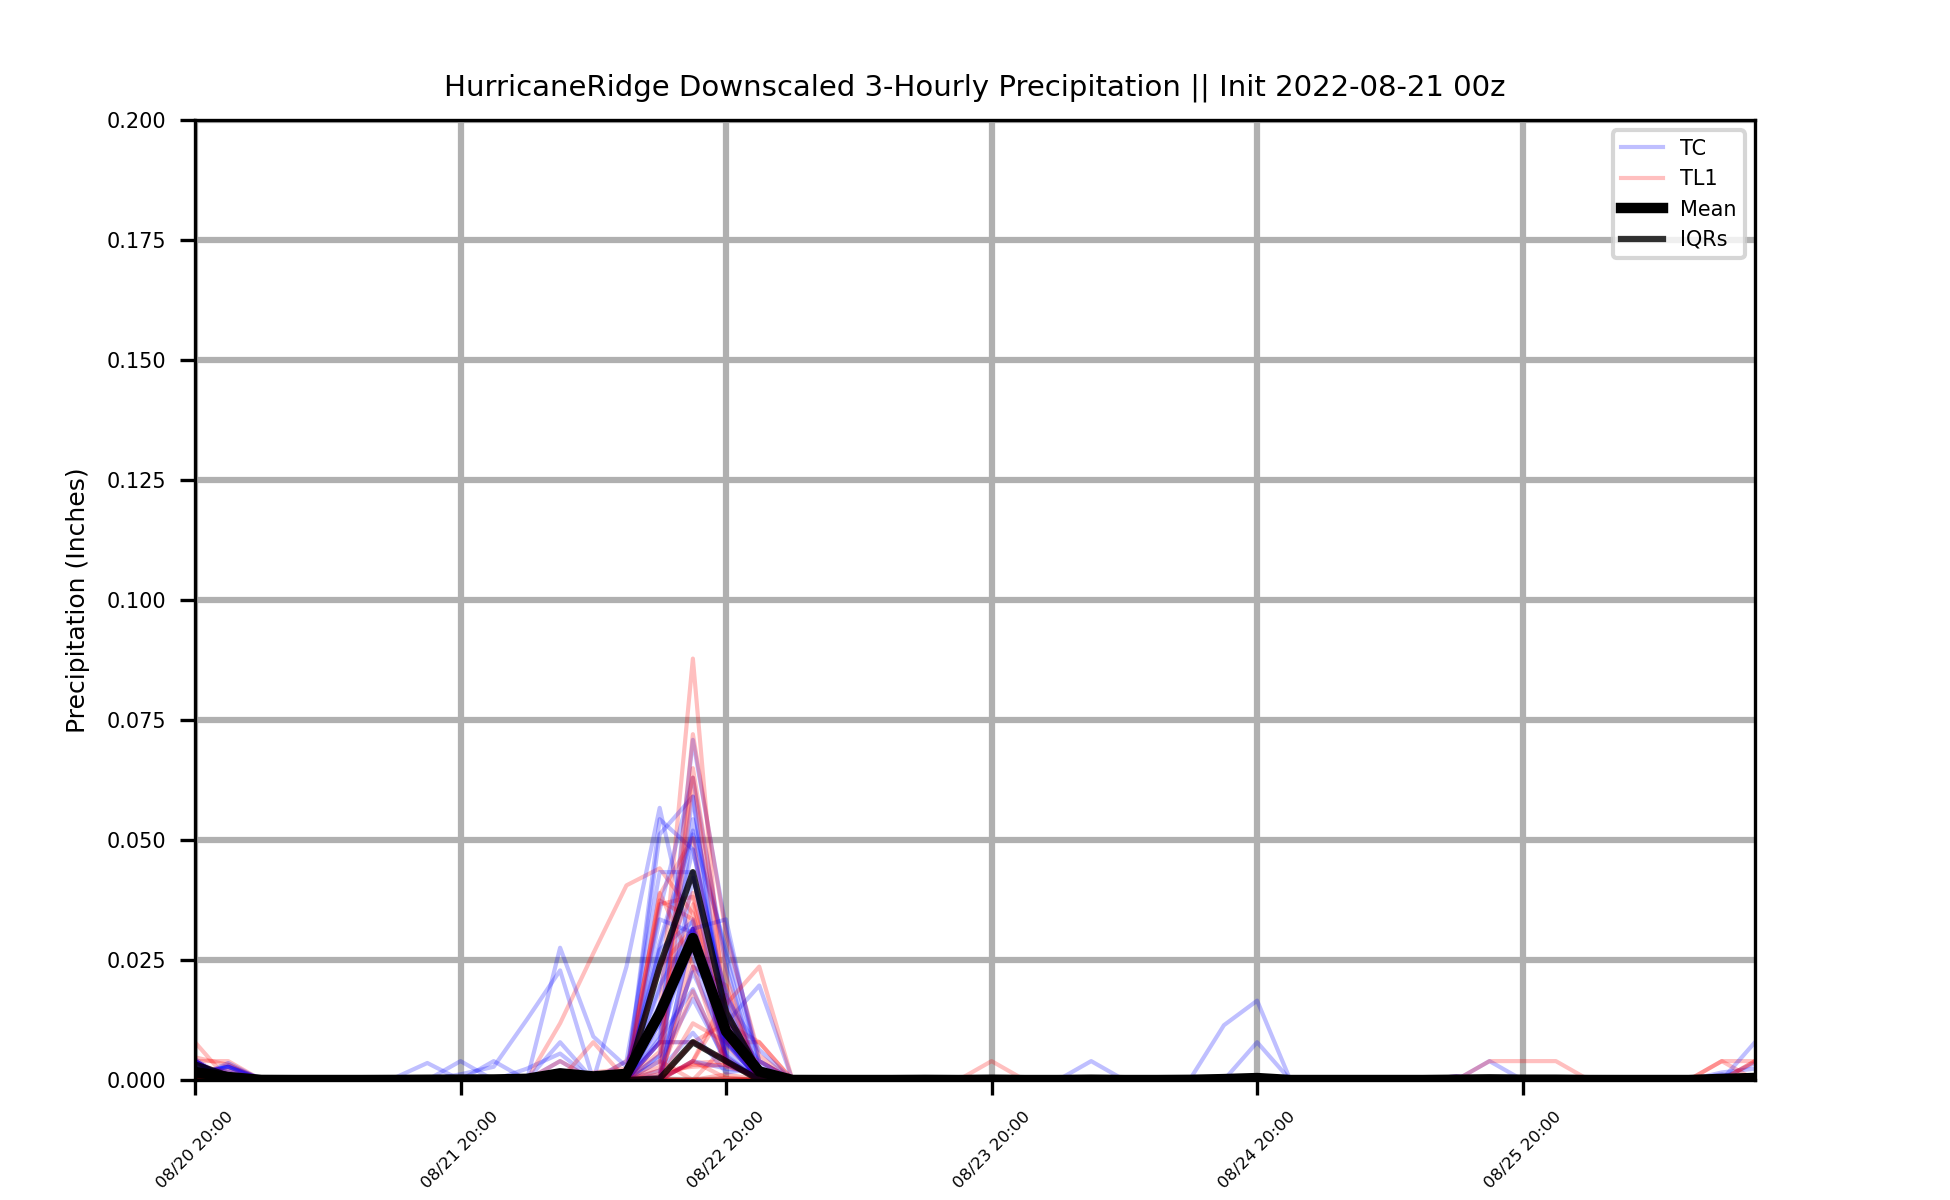 HurricaneRidge Downscaled 3-Hourly Precipitation || Init 2022-08-21 00z
Precipitation (Inches)
0.200
0.175
0.150
0.125
0.100
0.075
0.050
0.025
0.000
TC
TL1
Mean
IQRs
08/20 20:00
08/21 20:00
08/22 20:00
08/23 20:00
08/24 20:00
08/25 20:00